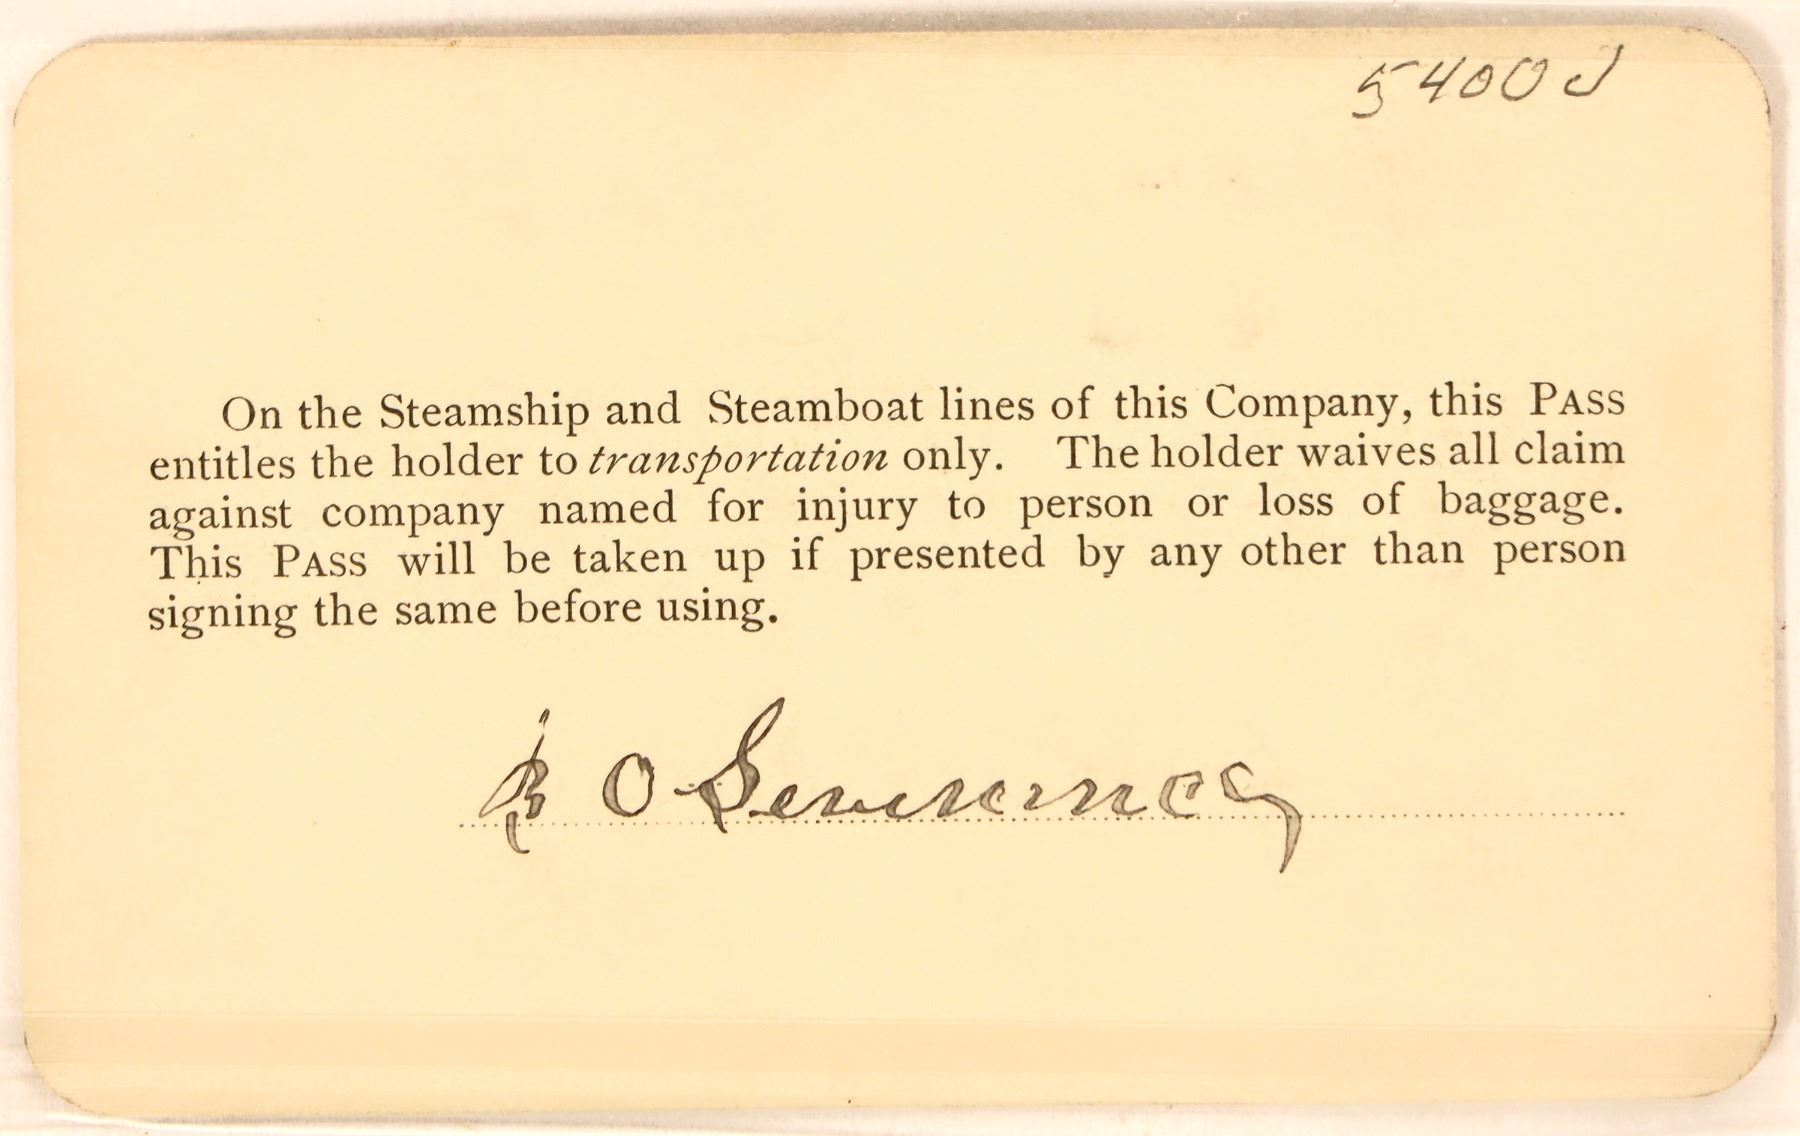 5400J
On the Steamship and Steamboat lines of this Company, this PASS
entitles the holder to transportation only. The holder waives all claim
against company named for injury to person or loss of baggage.
This PASS will be taken up if presented by any other than person
signing the same before using.
B O